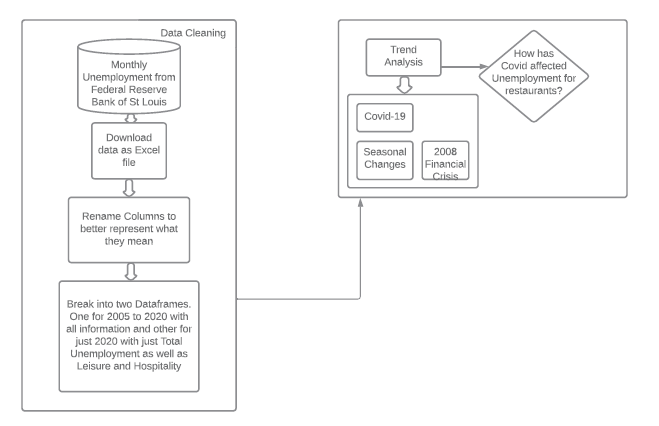 Data Cleaning
Monthly
Unemployment from
Federal Reserve
Bank of St Louis
Download
data as Excel
file
Rename Columns to
better represent what
they mean
Break into two Dataframes.
One for 2005 to 2020 with
all information and other for
just 2020 with just Total
Unemployment as well as
Leisure and Hospitality
Trend
Analysis
How has
Covid affected
Unemployment for
restaurants?
Covid-19
Seasonal
Changes
2008
Financial
Crisis